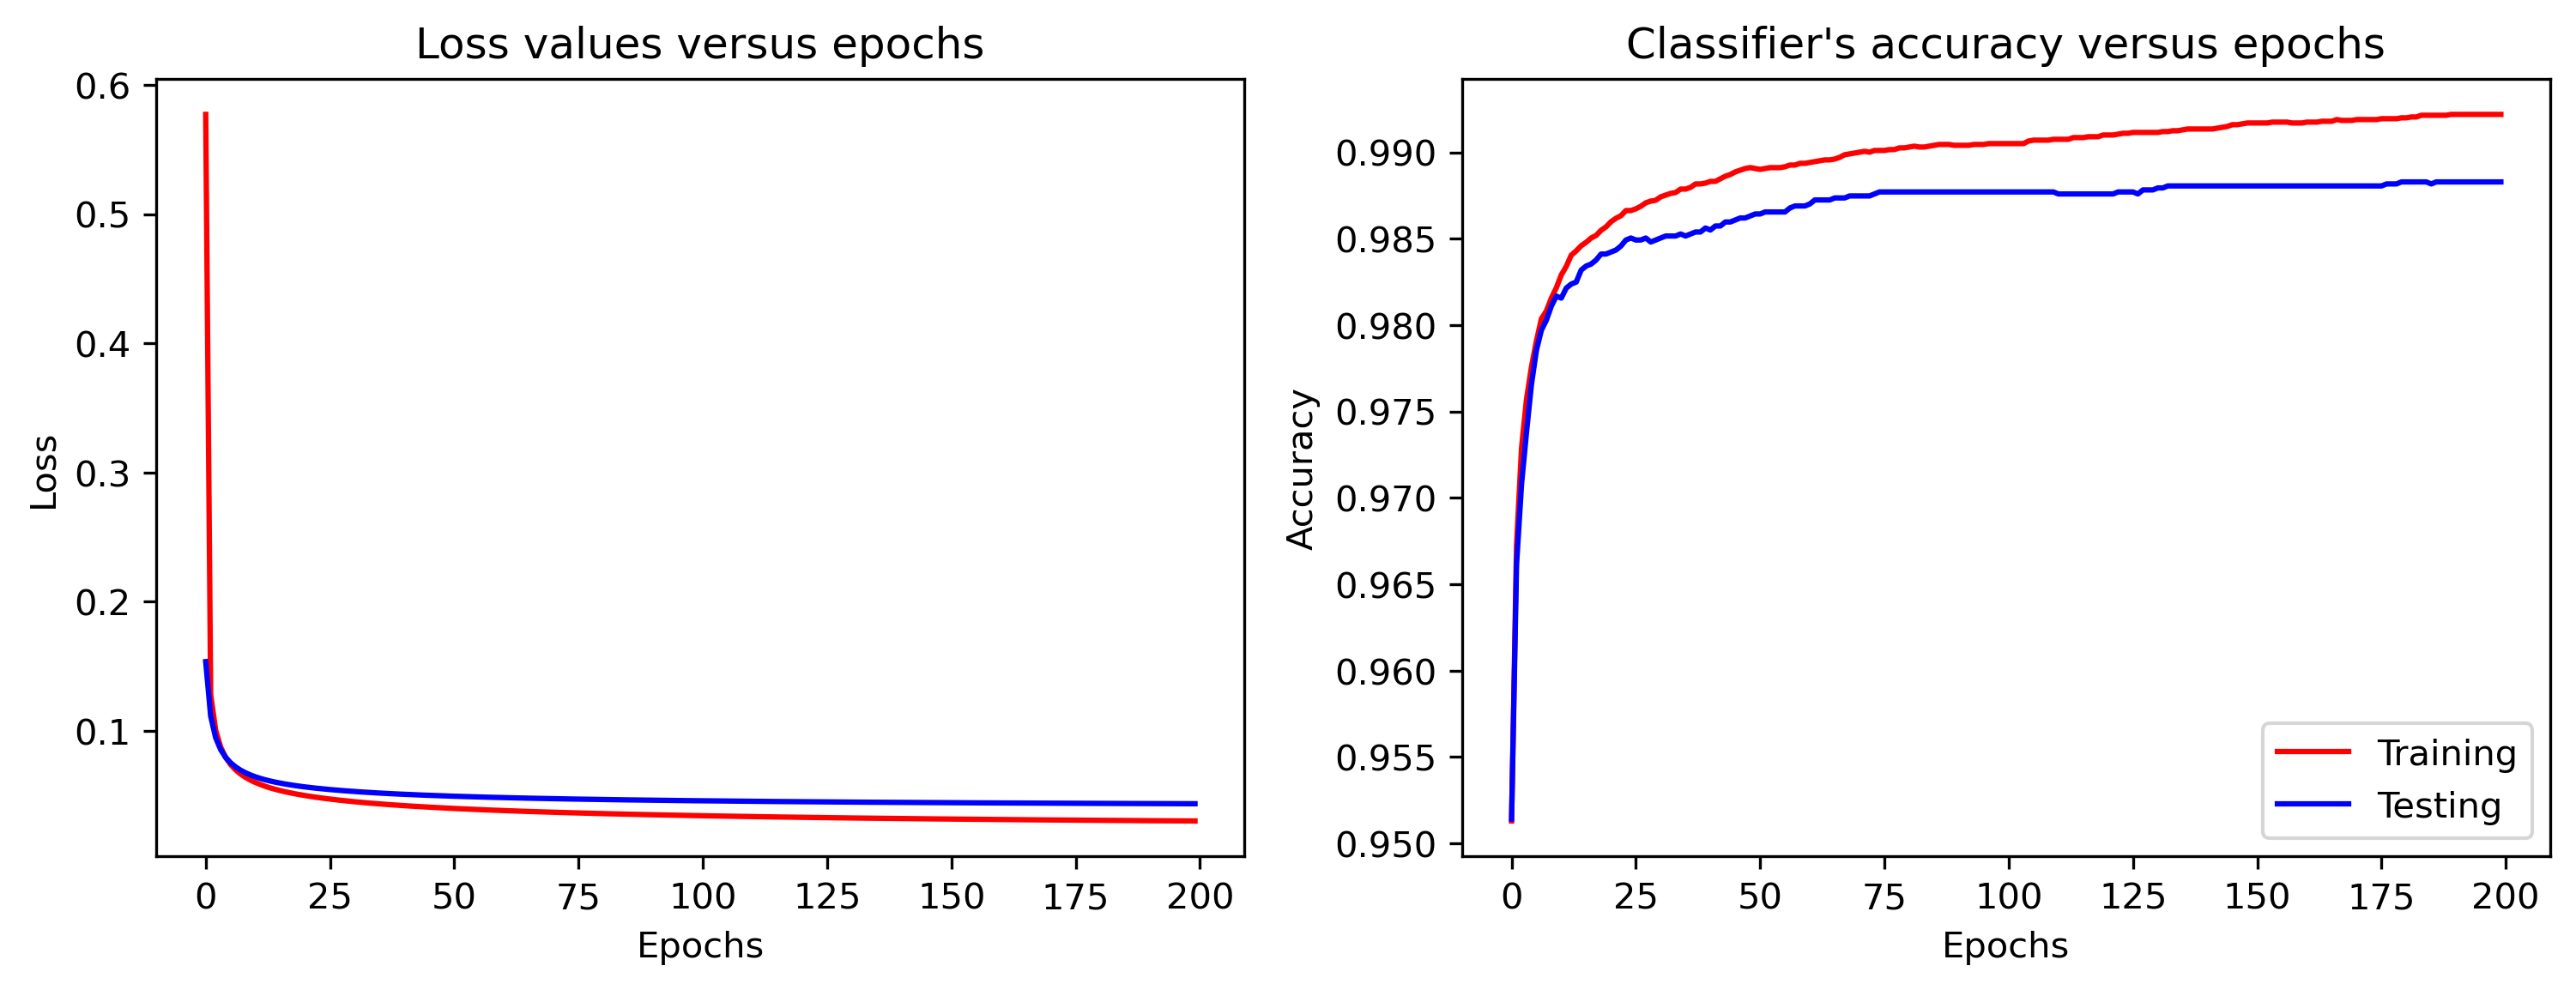 Loss values versus epochs
0.6
0.5
0.4
0.3
0.2
0.1
Loss
0 25 50 75 100 125 150 175 200
Epochs
Classifier's accuracy versus epochs
0.990
0.985
0.980
0.975
0.970
0.965
0.960
0.955
0.950
Accuracy
Training
Testing
0 25 50 75 100 125 150 175 200
Epochs